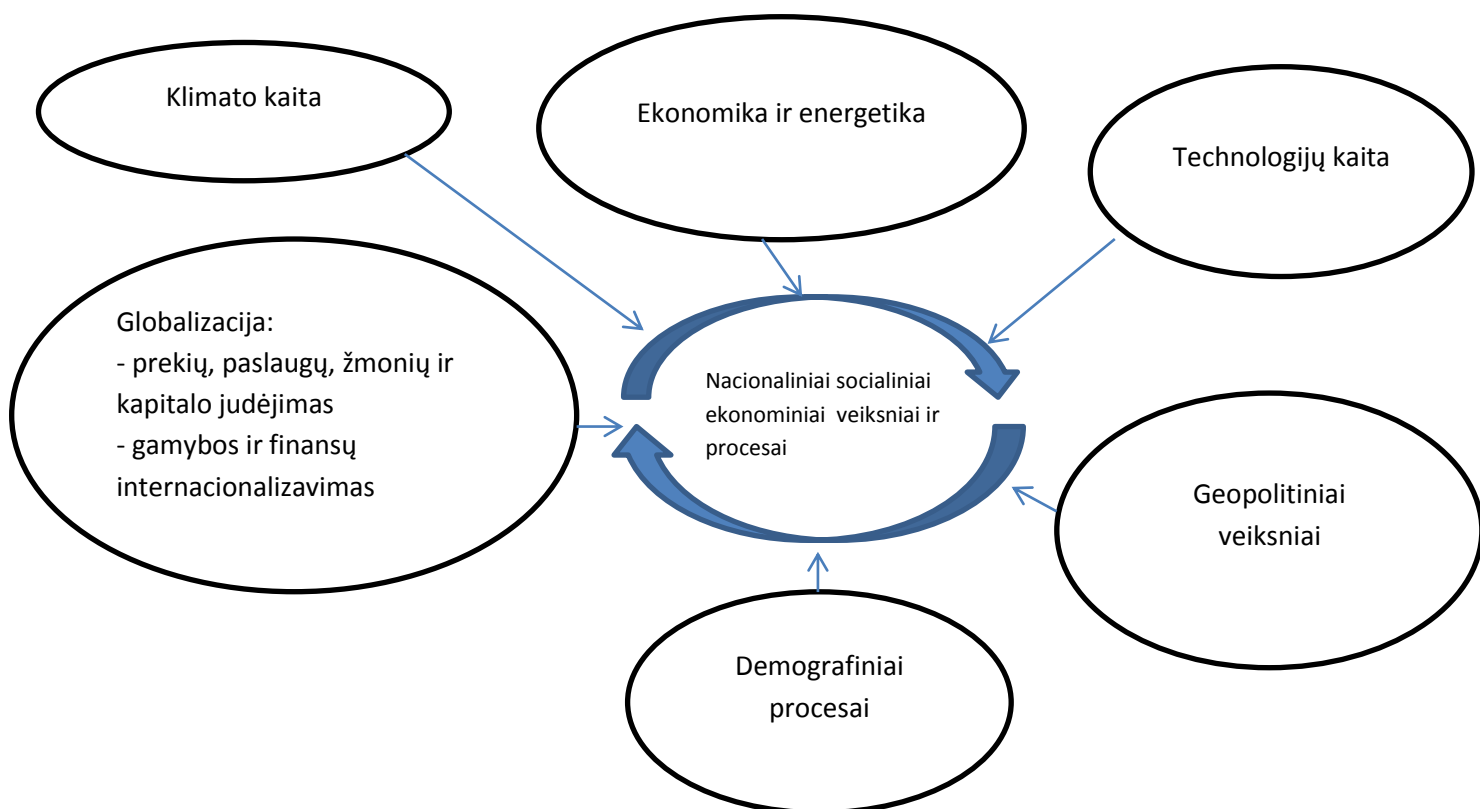 Klimato kaita
Ekonomika ir energetika
Technologijų kaita
Globalizacija:
- prekių, paslaugų, žmonių ir
kapitalo judėjimas
- gamybos ir finansų
internacionalizavimas
Nacionaliniai socialiniai
ekonominiai  veiksniai ir
procesai
Geopolitiniai
veiksniai
Demografiniai
procesai